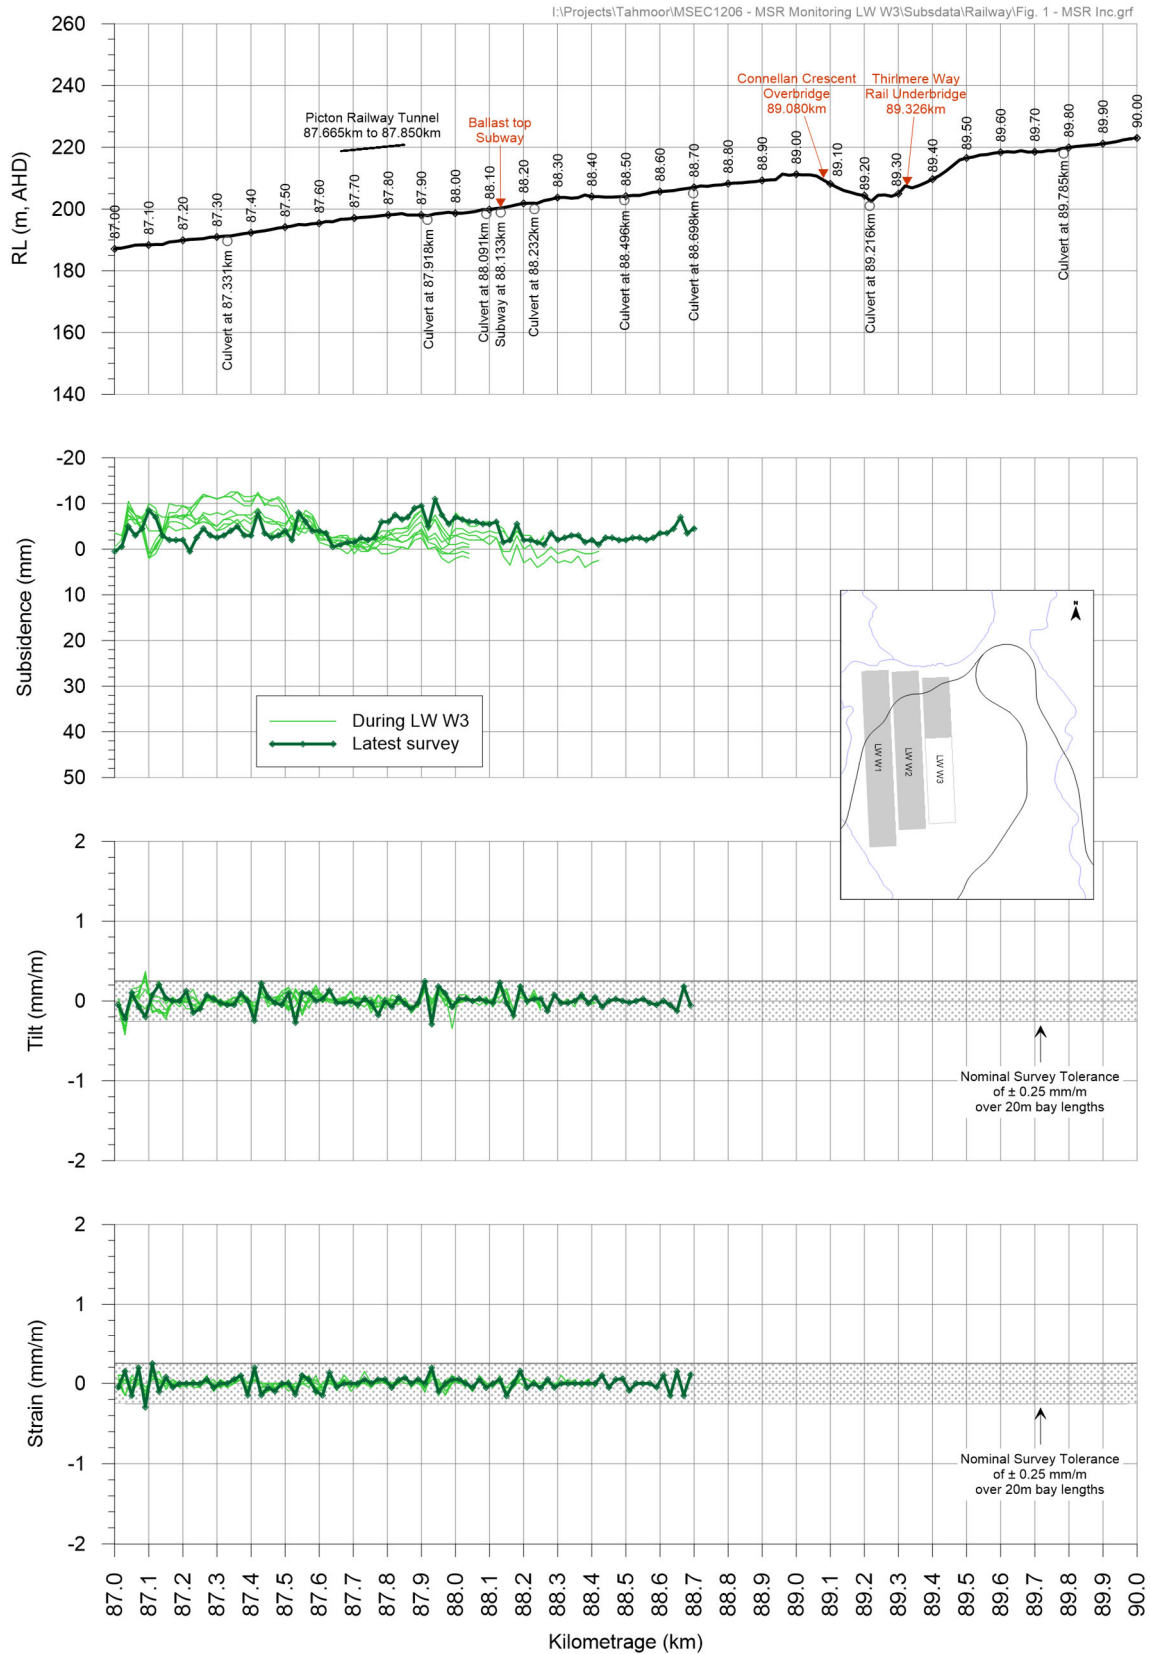 I:\Projects\Tahmoor\MSEC1206 - MSR Monitoring LW W3\Subsdata\Railway\Fig. 1 - MSR Inc.grf
260
240
220
200
180
160
140
RL (m, AHD)
Picton Railway Tunnel
87.665km to 87.850km
Ballast top
Subway
Connellan Crescent
Overbridge
89.080km
Thirlmere Way
Rail Underbridge
89.326km
87.00
87.10
87.20
87.30
87.40
87.50
87.60
87.70
87.80
87.90
88.00
88.10
88.20
88.30
88.40
88.50
88.60
88.70
88.80
88.90
89.00
89.10
89.20
89.30
89.40
89.50
89.60
89.70
89.80
89.90
90.00
Culvert at 87.331km
Culvert at 87.918km
Culvert at 88.091km
Subway at 88.133km
Culvert at 88.232km
Culvert at 88.496km
Culvert at 88.698km
Culvert at 89.216km
Culvert at 89.785km
-20
-10
0
10
20
30
40
50
Subsidence (mm)
During LW W3
Latest survey
N
LW W1
LW W2
LW W3
2
1
0
-1
-2
Tilt (mm/m)
Nominal Survey Tolerance
of ± 0.25 mm/m
over 20m bay lengths
2
1
0
-1
-2
Strain (mm/m)
Nominal Survey Tolerance
of ± 0.25 mm/m
over 20m bay lengths
87.0
87.1
87.2
87.3
87.4
87.5
87.6
87.7
87.8
87.9
88.0
88.1
88.2
88.3
88.4
88.5
88.6
88.7
88.8
88.9
89.0
89.1
89.2
89.3
89.4
89.5
89.6
89.7
89.8
89.9
90.0
Kilometrage (km)